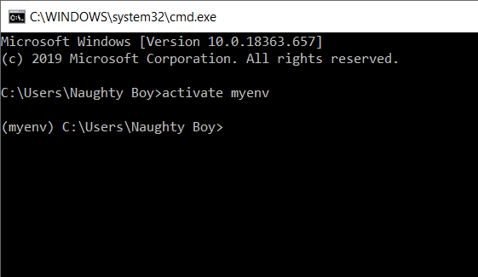 C:\WINDOWS\system32\cmd.exe
Microsoft Windows [Version 10.0.18363.657]
(c) 2019 Microsoft Corporation. All rights reserved.
C:\Users\Naughty Boy>activate myenv
(myenv) C:\Users\Naughty Boy>